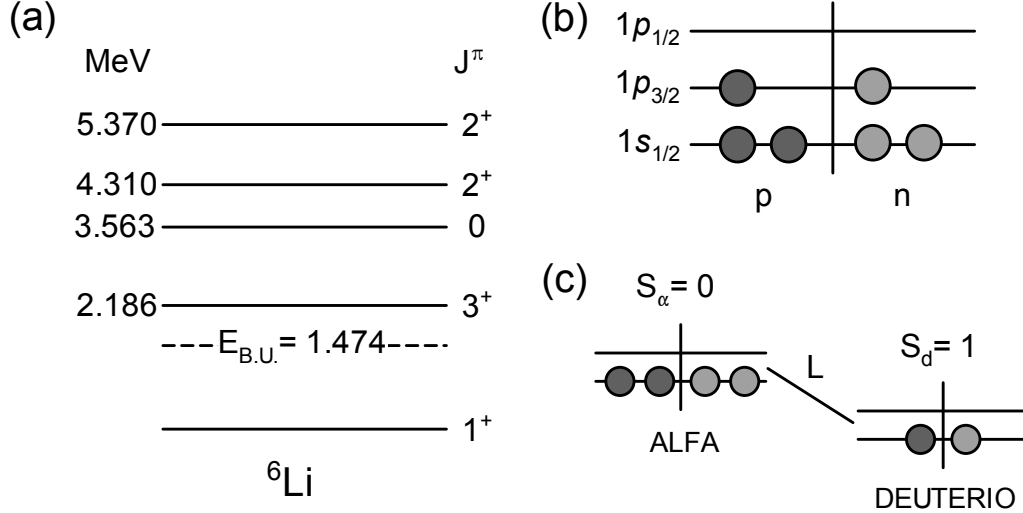 (a)
MeV J^π
5.370 2⁺
4.310 2⁺
3.563 0
2.186 3⁺
E_B.U. = 1.474
1⁺
⁶Li
(b)
1p_1/2
1p_3/2
1s_1/2
p n
(c)
S_α = 0
S_d = 1
L
ALFA
DEUTERIO